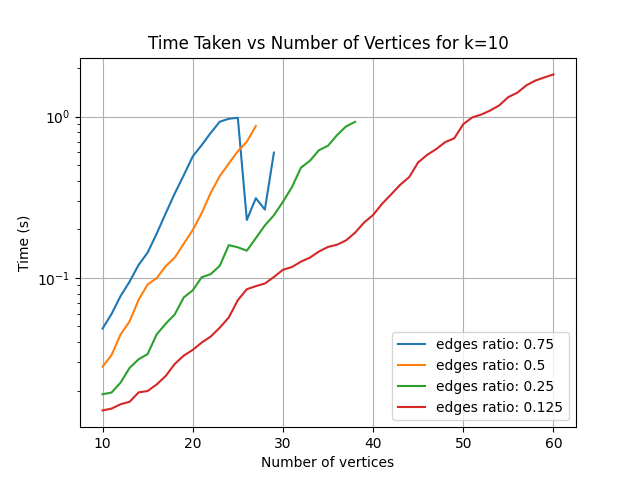 Time Taken vs Number of Vertices for k=10
Time (s)
10⁰
10⁻¹
10 20 30 40 50 60
Number of vertices
edges ratio: 0.75
edges ratio: 0.5
edges ratio: 0.25
edges ratio: 0.125